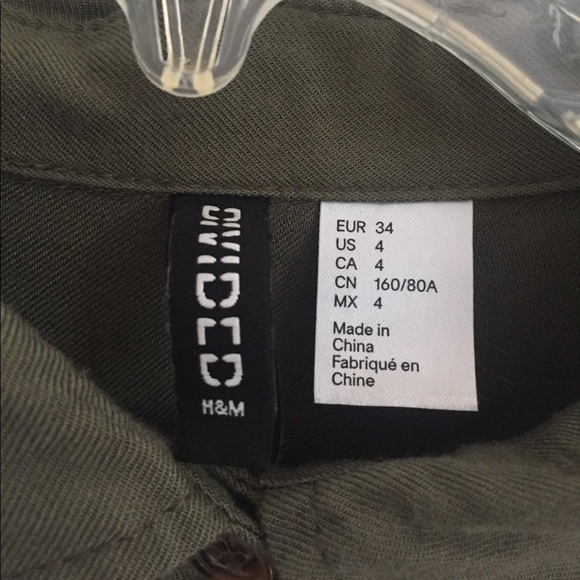 DIVIDED
H&M
EUR 34
US 4
CA 4
CN 160/80A
MX 4
Made in
China
Fabriqué en
Chine